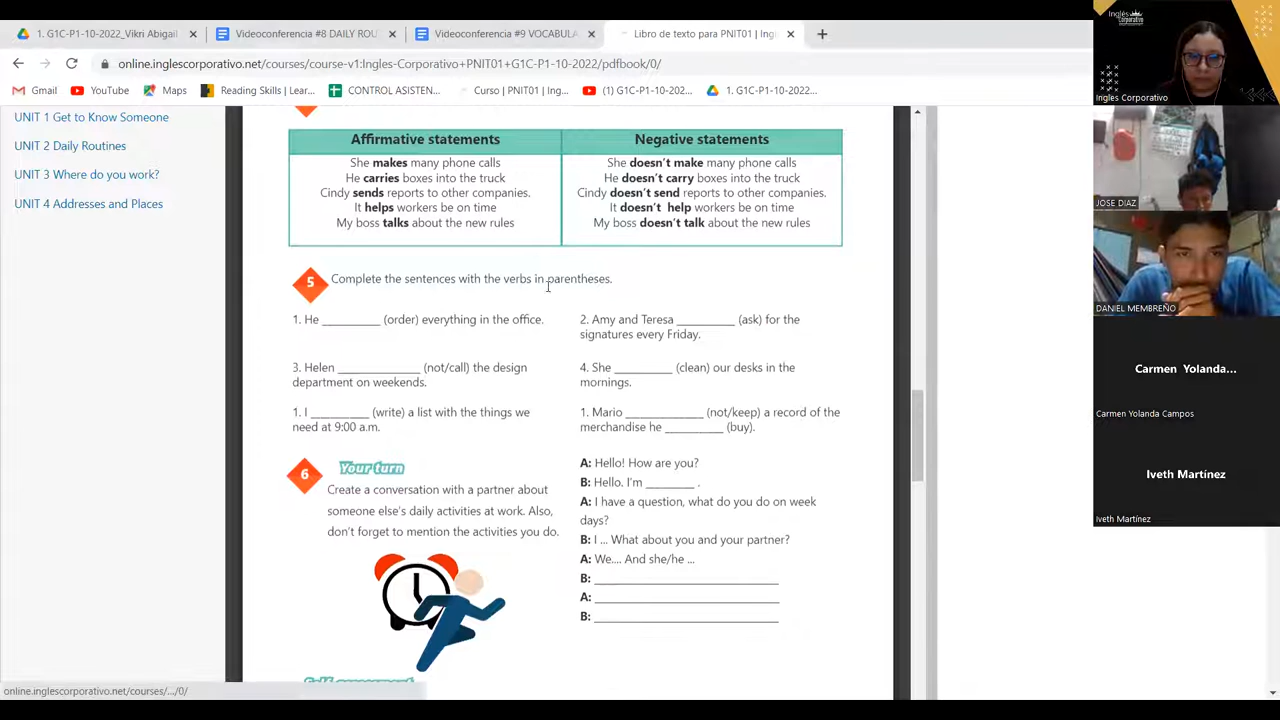 1. G1C-P1-10-2022_Vikri Abigail
Videoconferencia #8 DAILY ROU
Videoconferencia #9 VOCABULA
Libro de texto para PNIT01 | Ing
online.inglescorporativo.net/courses/course-v1:Ingles-Corporativo+PNIT01+G1C-P1-10-2022/pdfbook/0/
Gmail
YouTube
Maps
Reading Skills | Lear...
CONTROL ASISTEN...
Curso | PNIT01 | Ing...
(1) G1C-P1-10-202...
1. G1C-P1-10-2022...
UNIT 1 Get to Know Someone
UNIT 2 Daily Routines
UNIT 3 Where do you work?
UNIT 4 Addresses and Places
Affirmative statements
She makes many phone calls
He carries boxes into the truck
Cindy sends reports to other companies.
It helps workers be on time
My boss talks about the new rules
Negative statements
She doesn't make many phone calls
He doesn't carry boxes into the truck
Cindy doesn't send reports to other companies.
It doesn't help workers be on time
My boss doesn't talk about the new rules
5 Complete the sentences with the verbs in parentheses.
1. He _________ (order) everything in the office.
2. Amy and Teresa _________ (ask) for the
signatures every Friday.
3. Helen _____________ (not/call) the design
department on weekends.
4. She _________ (clean) our desks in the
mornings.
1. I _________ (write) a list with the things we
need at 9:00 a.m.
1. Mario ____________ (not/keep) a record of the
merchandise he _________ (buy).
6 Your turn
Create a conversation with a partner about
someone else's daily activities at work. Also,
don't forget to mention the activities you do.
A: Hello! How are you?
B: Hello. I'm ________ .
A: I have a question, what do you do on week
days?
B: I ... What about you and your partner?
A: We.... And she/he ...
B: _____________________________
A: _____________________________
B: _____________________________
online.inglescorporativo.net/courses/.../0/
Inglés
Corporativo
Ingles Corporativo
JOSE DIAZ
DANIEL MEMBREÑO
Carmen Yolanda...
Carmen Yolanda Campos
Iveth Martínez
Iveth Martínez